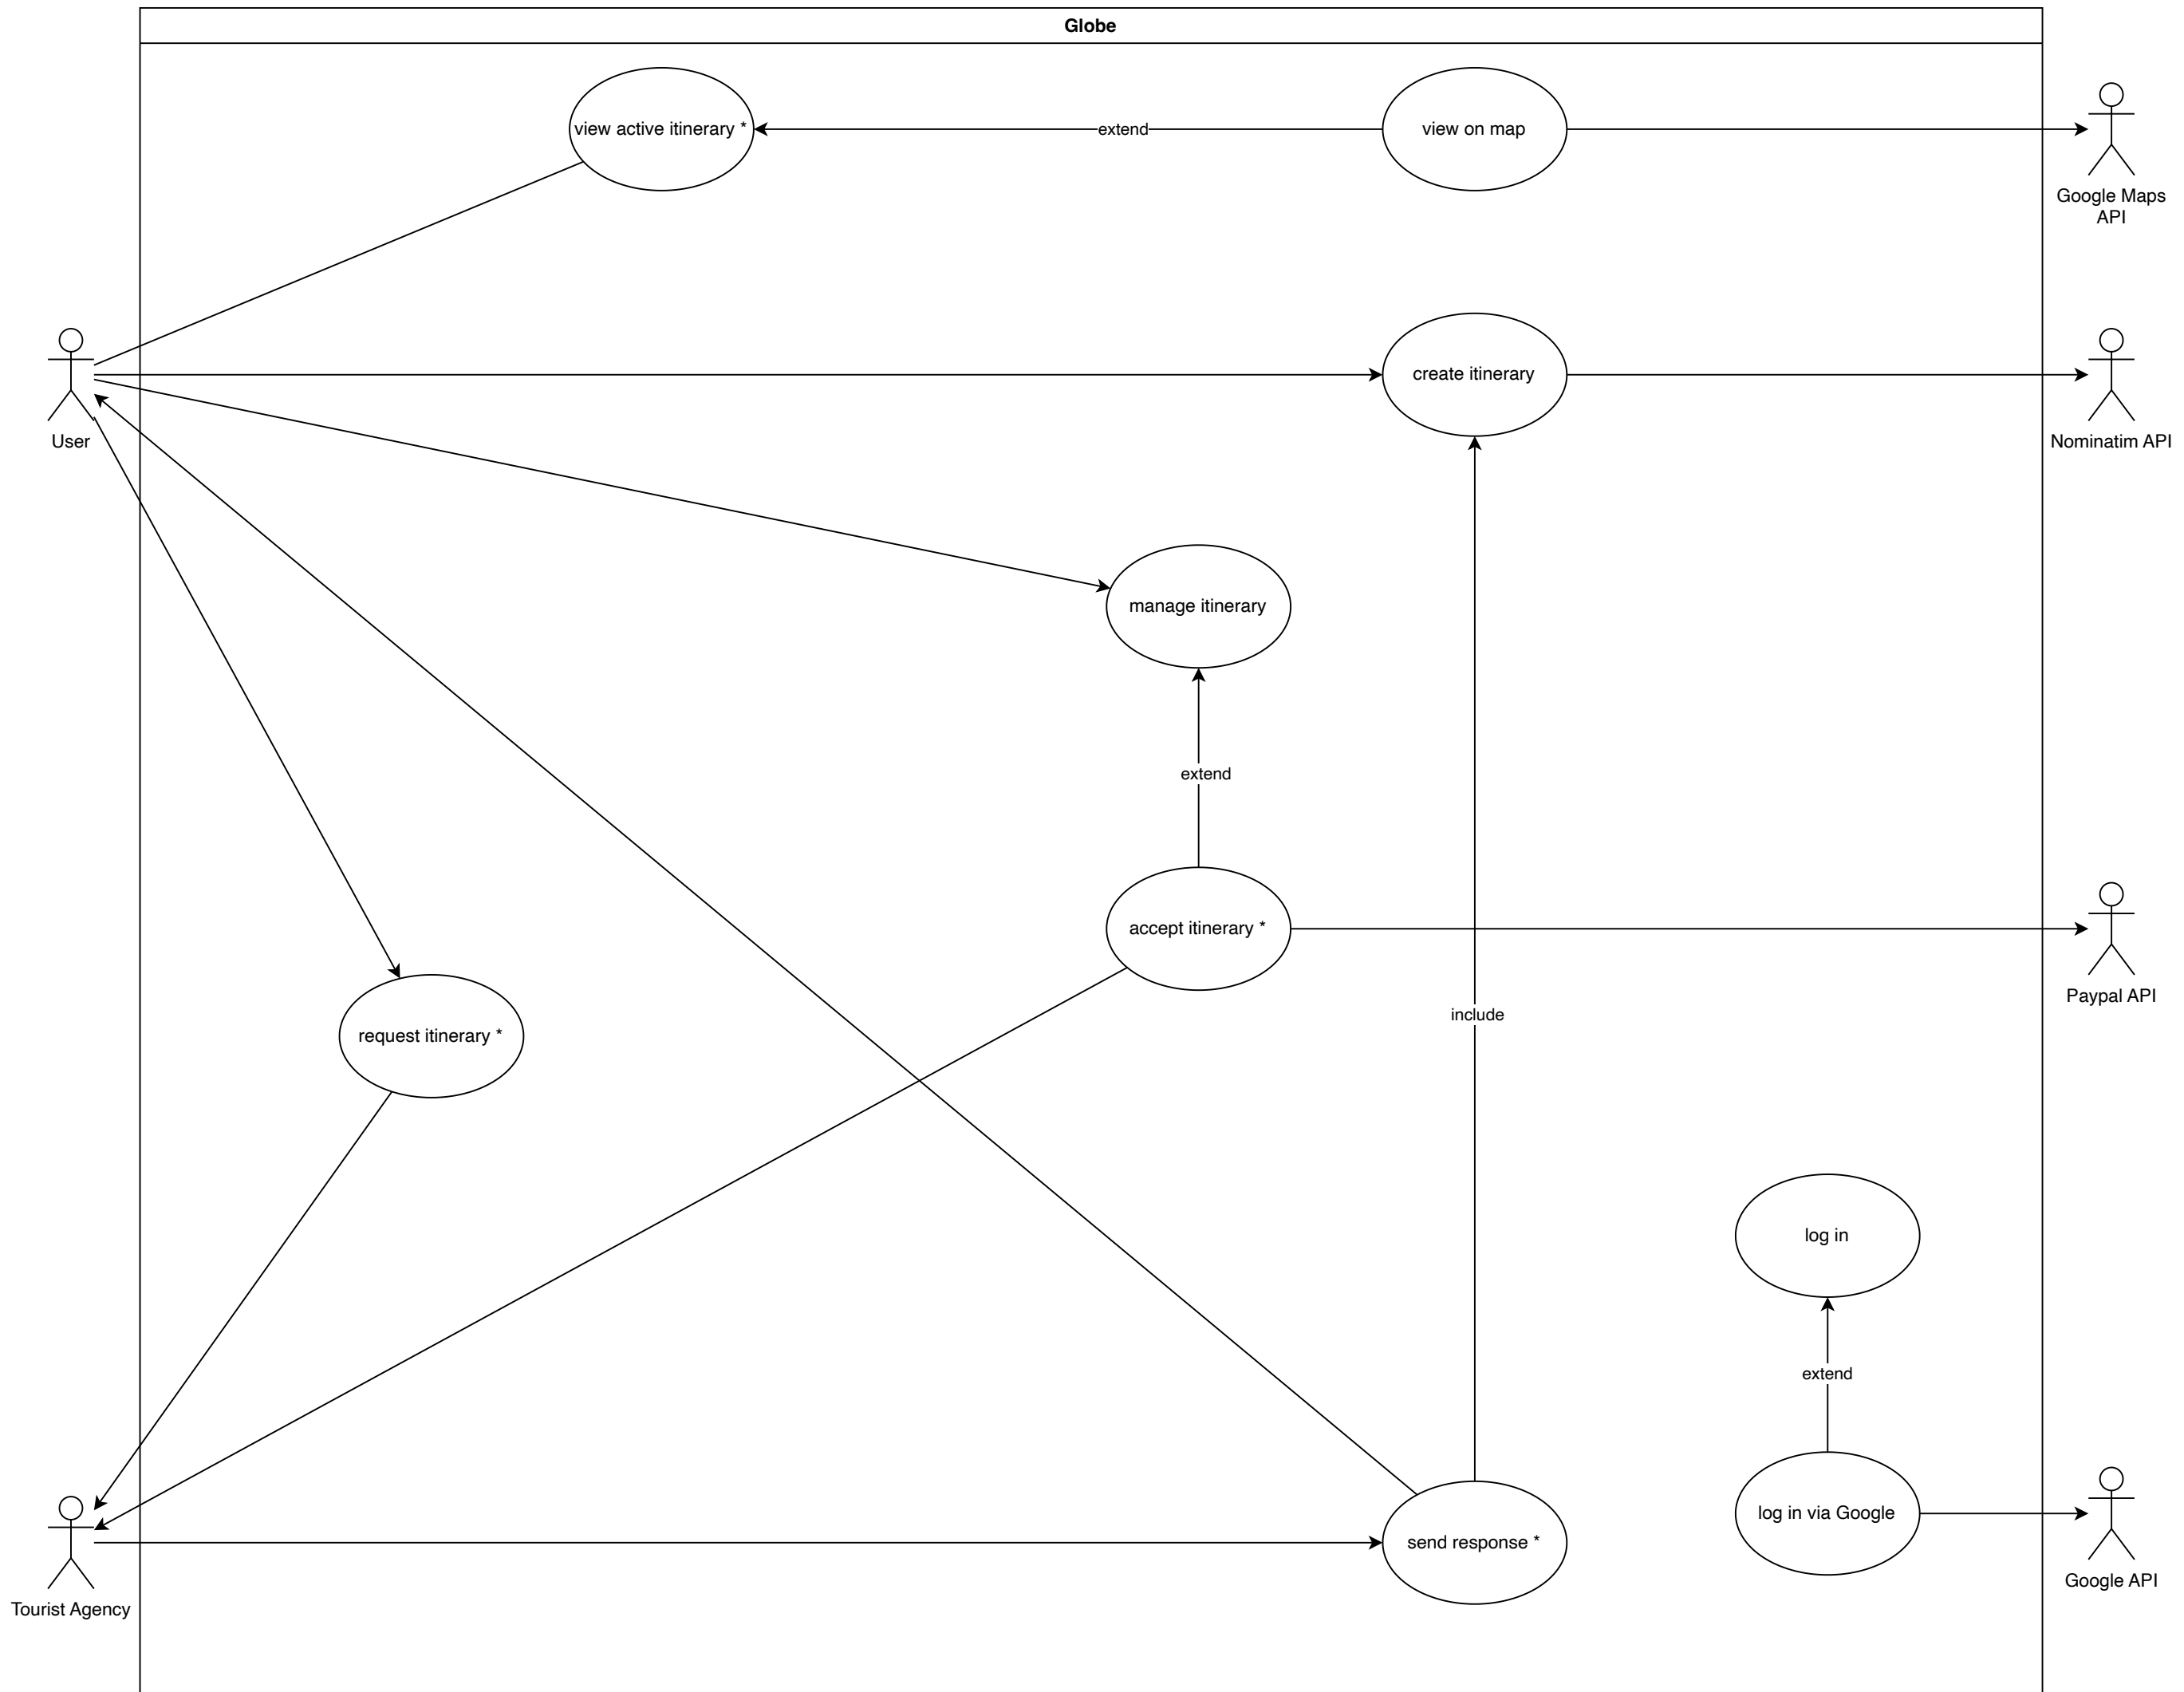 Globe
view active itinerary *
extend
view on map
Google Maps
API
User
create itinerary
Nominatim API
manage itinerary
extend
accept itinerary *
Paypal API
include
request itinerary *
log in
extend
log in via Google
Google API
send response *
Tourist Agency